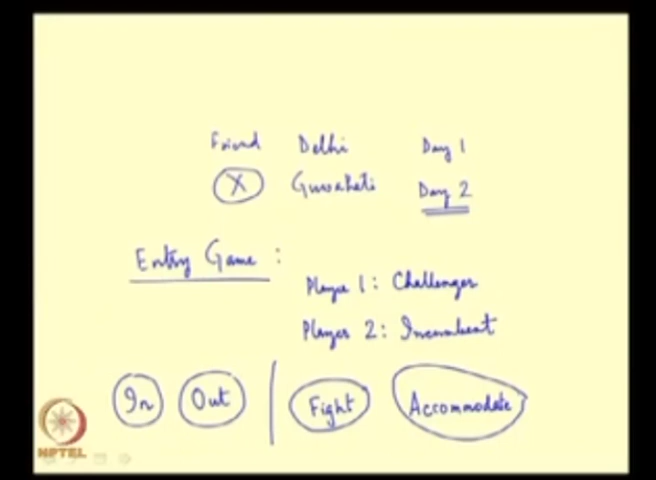 Friend Delhi Day 1
X Guwahati Day 2
Entry Game :
Player 1 : Challenger
Player 2 : Incumbent
In Out | Fight Accommodate
NPTEL